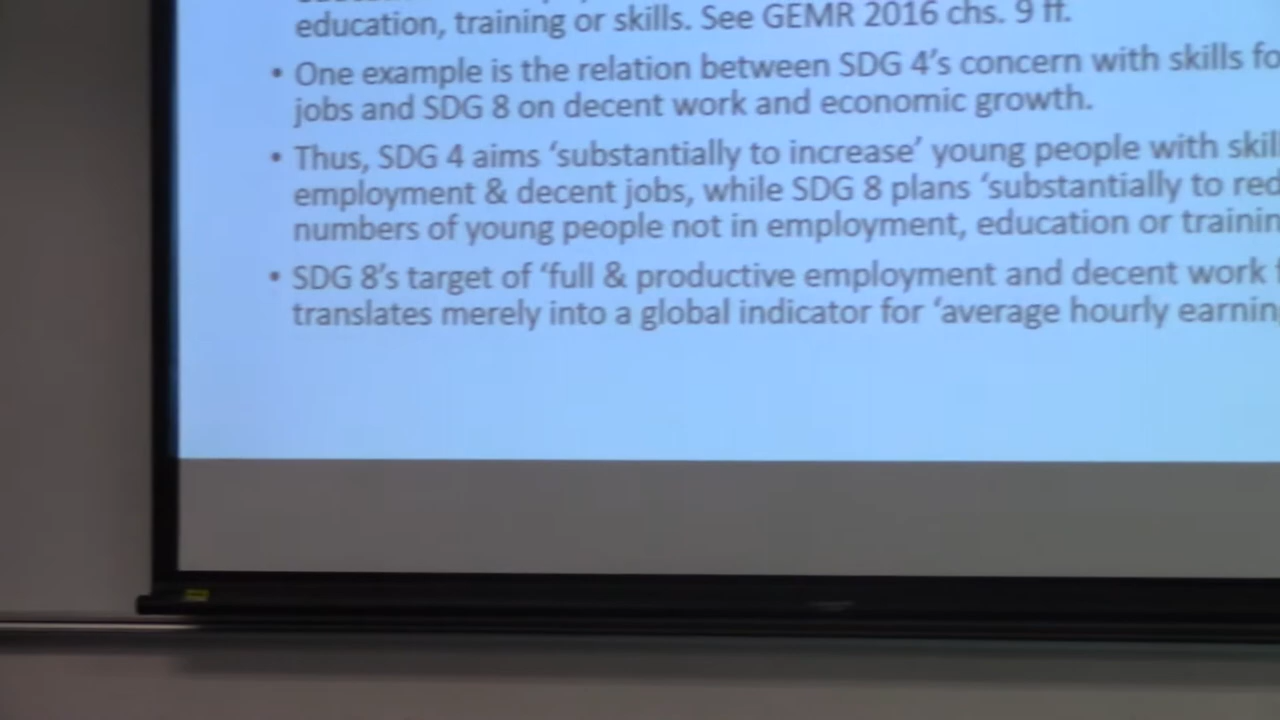 education, training or skills. See GEMR 2016 chs. 9 ff.
• One example is the relation between SDG 4's concern with skills fo
jobs and SDG 8 on decent work and economic growth.
• Thus, SDG 4 aims ‘substantially to increase’ young people with skil
employment & decent jobs, while SDG 8 plans ‘substantially to red
numbers of young people not in employment, education or trainin
• SDG 8's target of ‘full & productive employment and decent work
translates merely into a global indicator for ‘average hourly earnin